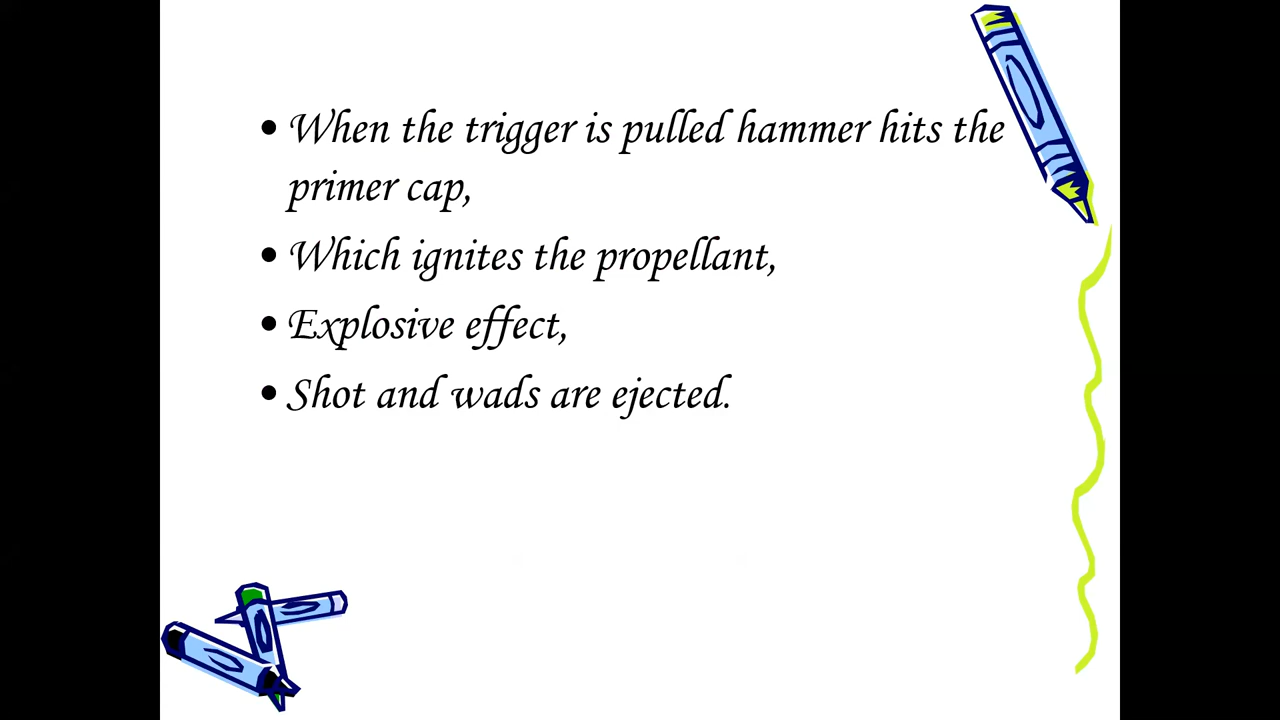 • When the trigger is pulled hammer hits the
primer cap,
• Which ignites the propellant,
• Explosive effect,
• Shot and wads are ejected.